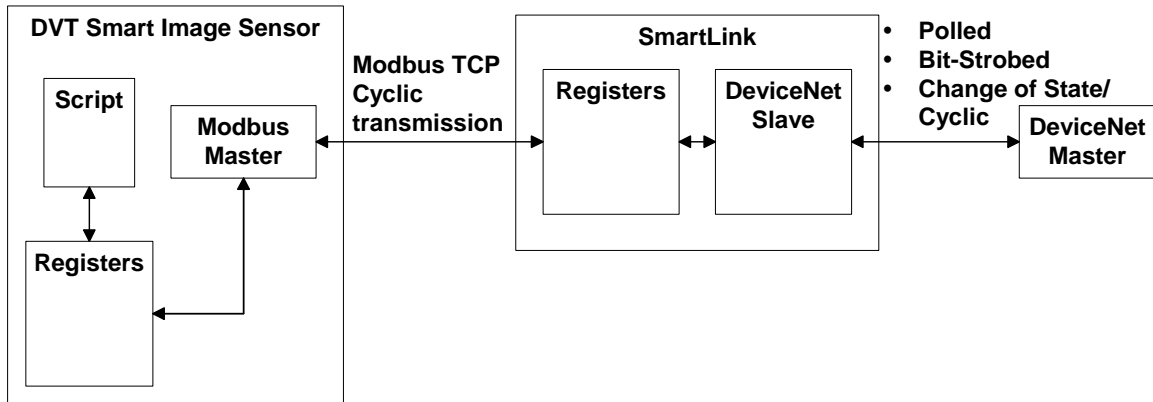 DVT Smart Image Sensor
Script
Modbus
Master
Registers
Modbus TCP
Cyclic
transmission
SmartLink
Registers
DeviceNet
Slave
• Polled
• Bit-Strobed
• Change of State/
Cyclic
DeviceNet
Master